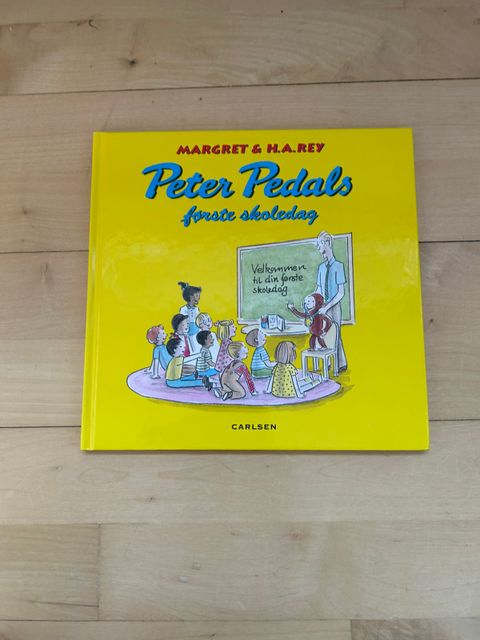 MARGRET & H.A.REY
Peter Pedals
første skoledag
Velkommen
til din første
skoledag
CARLSEN